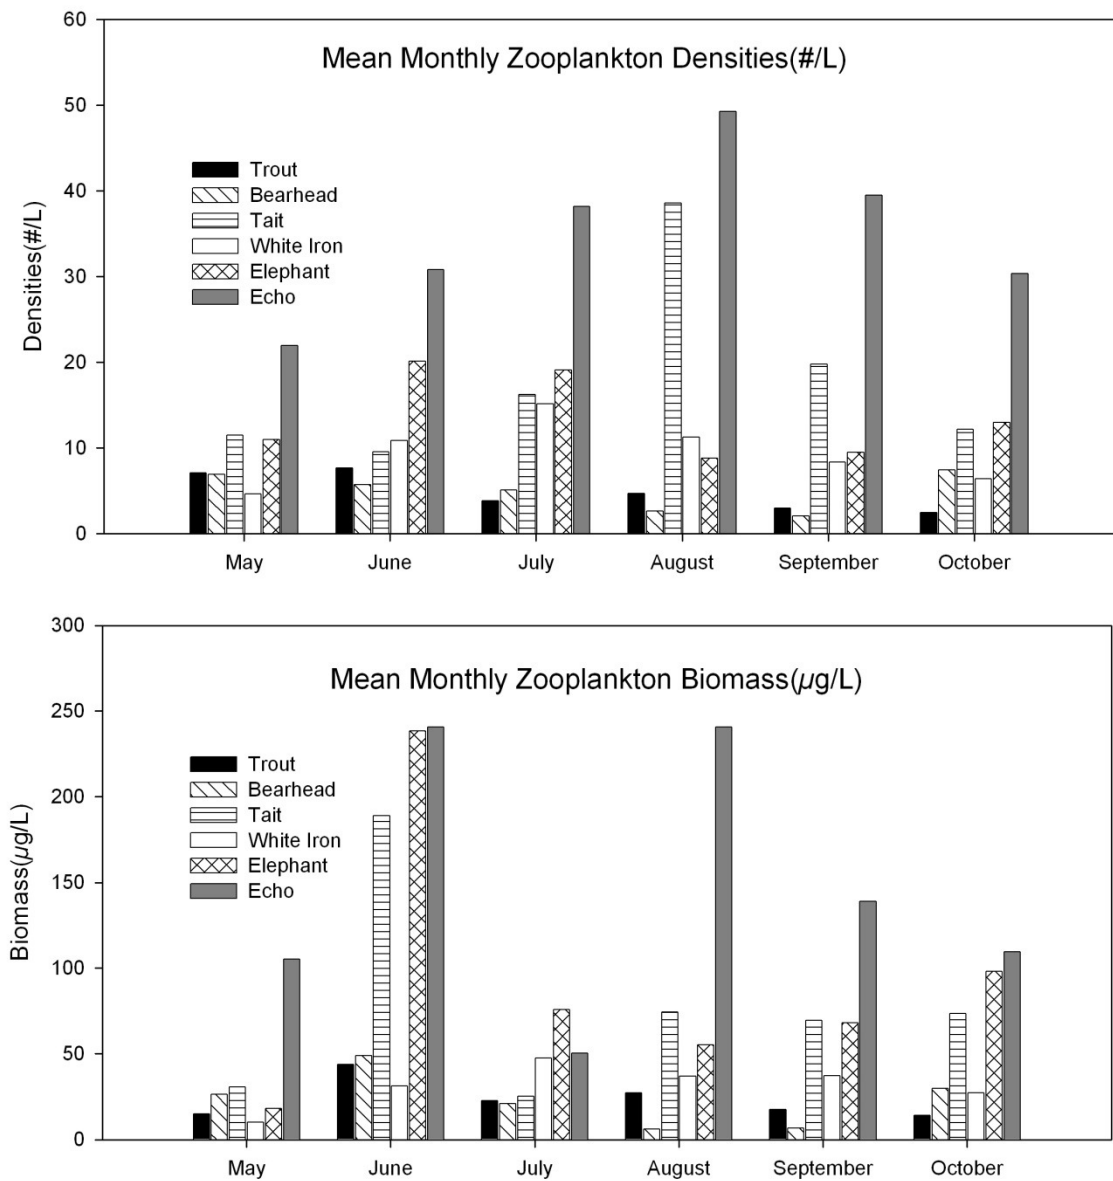 Mean Monthly Zooplankton Densities(#/L)
60
50
40
30
20
10
0
Densities(#/L)
Trout
Bearhead
Tait
White Iron
Elephant
Echo
May June July August September October
Mean Monthly Zooplankton Biomass(µg/L)
300
250
200
150
100
50
0
Biomass(µg/L)
Trout
Bearhead
Tait
White Iron
Elephant
Echo
May June July August September October